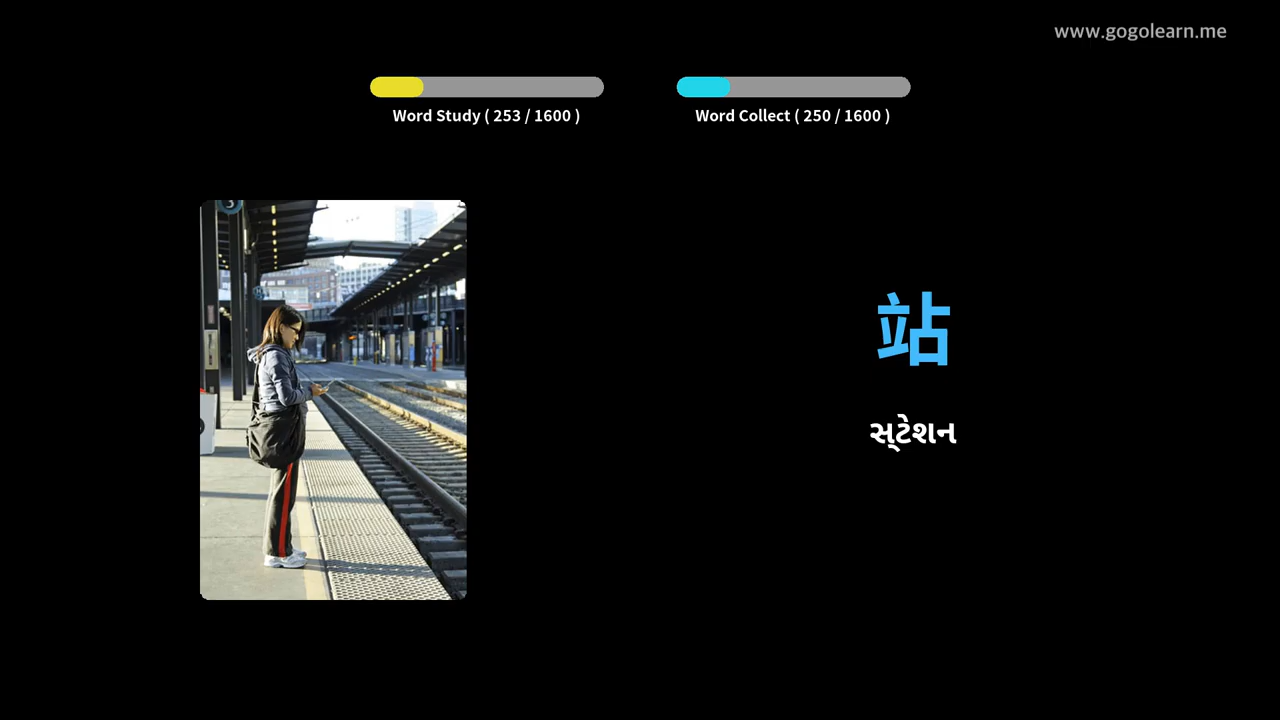 www.gogolearn.me
Word Study ( 253 / 1600 )
Word Collect ( 250 / 1600 )
站
સ્ટેશન